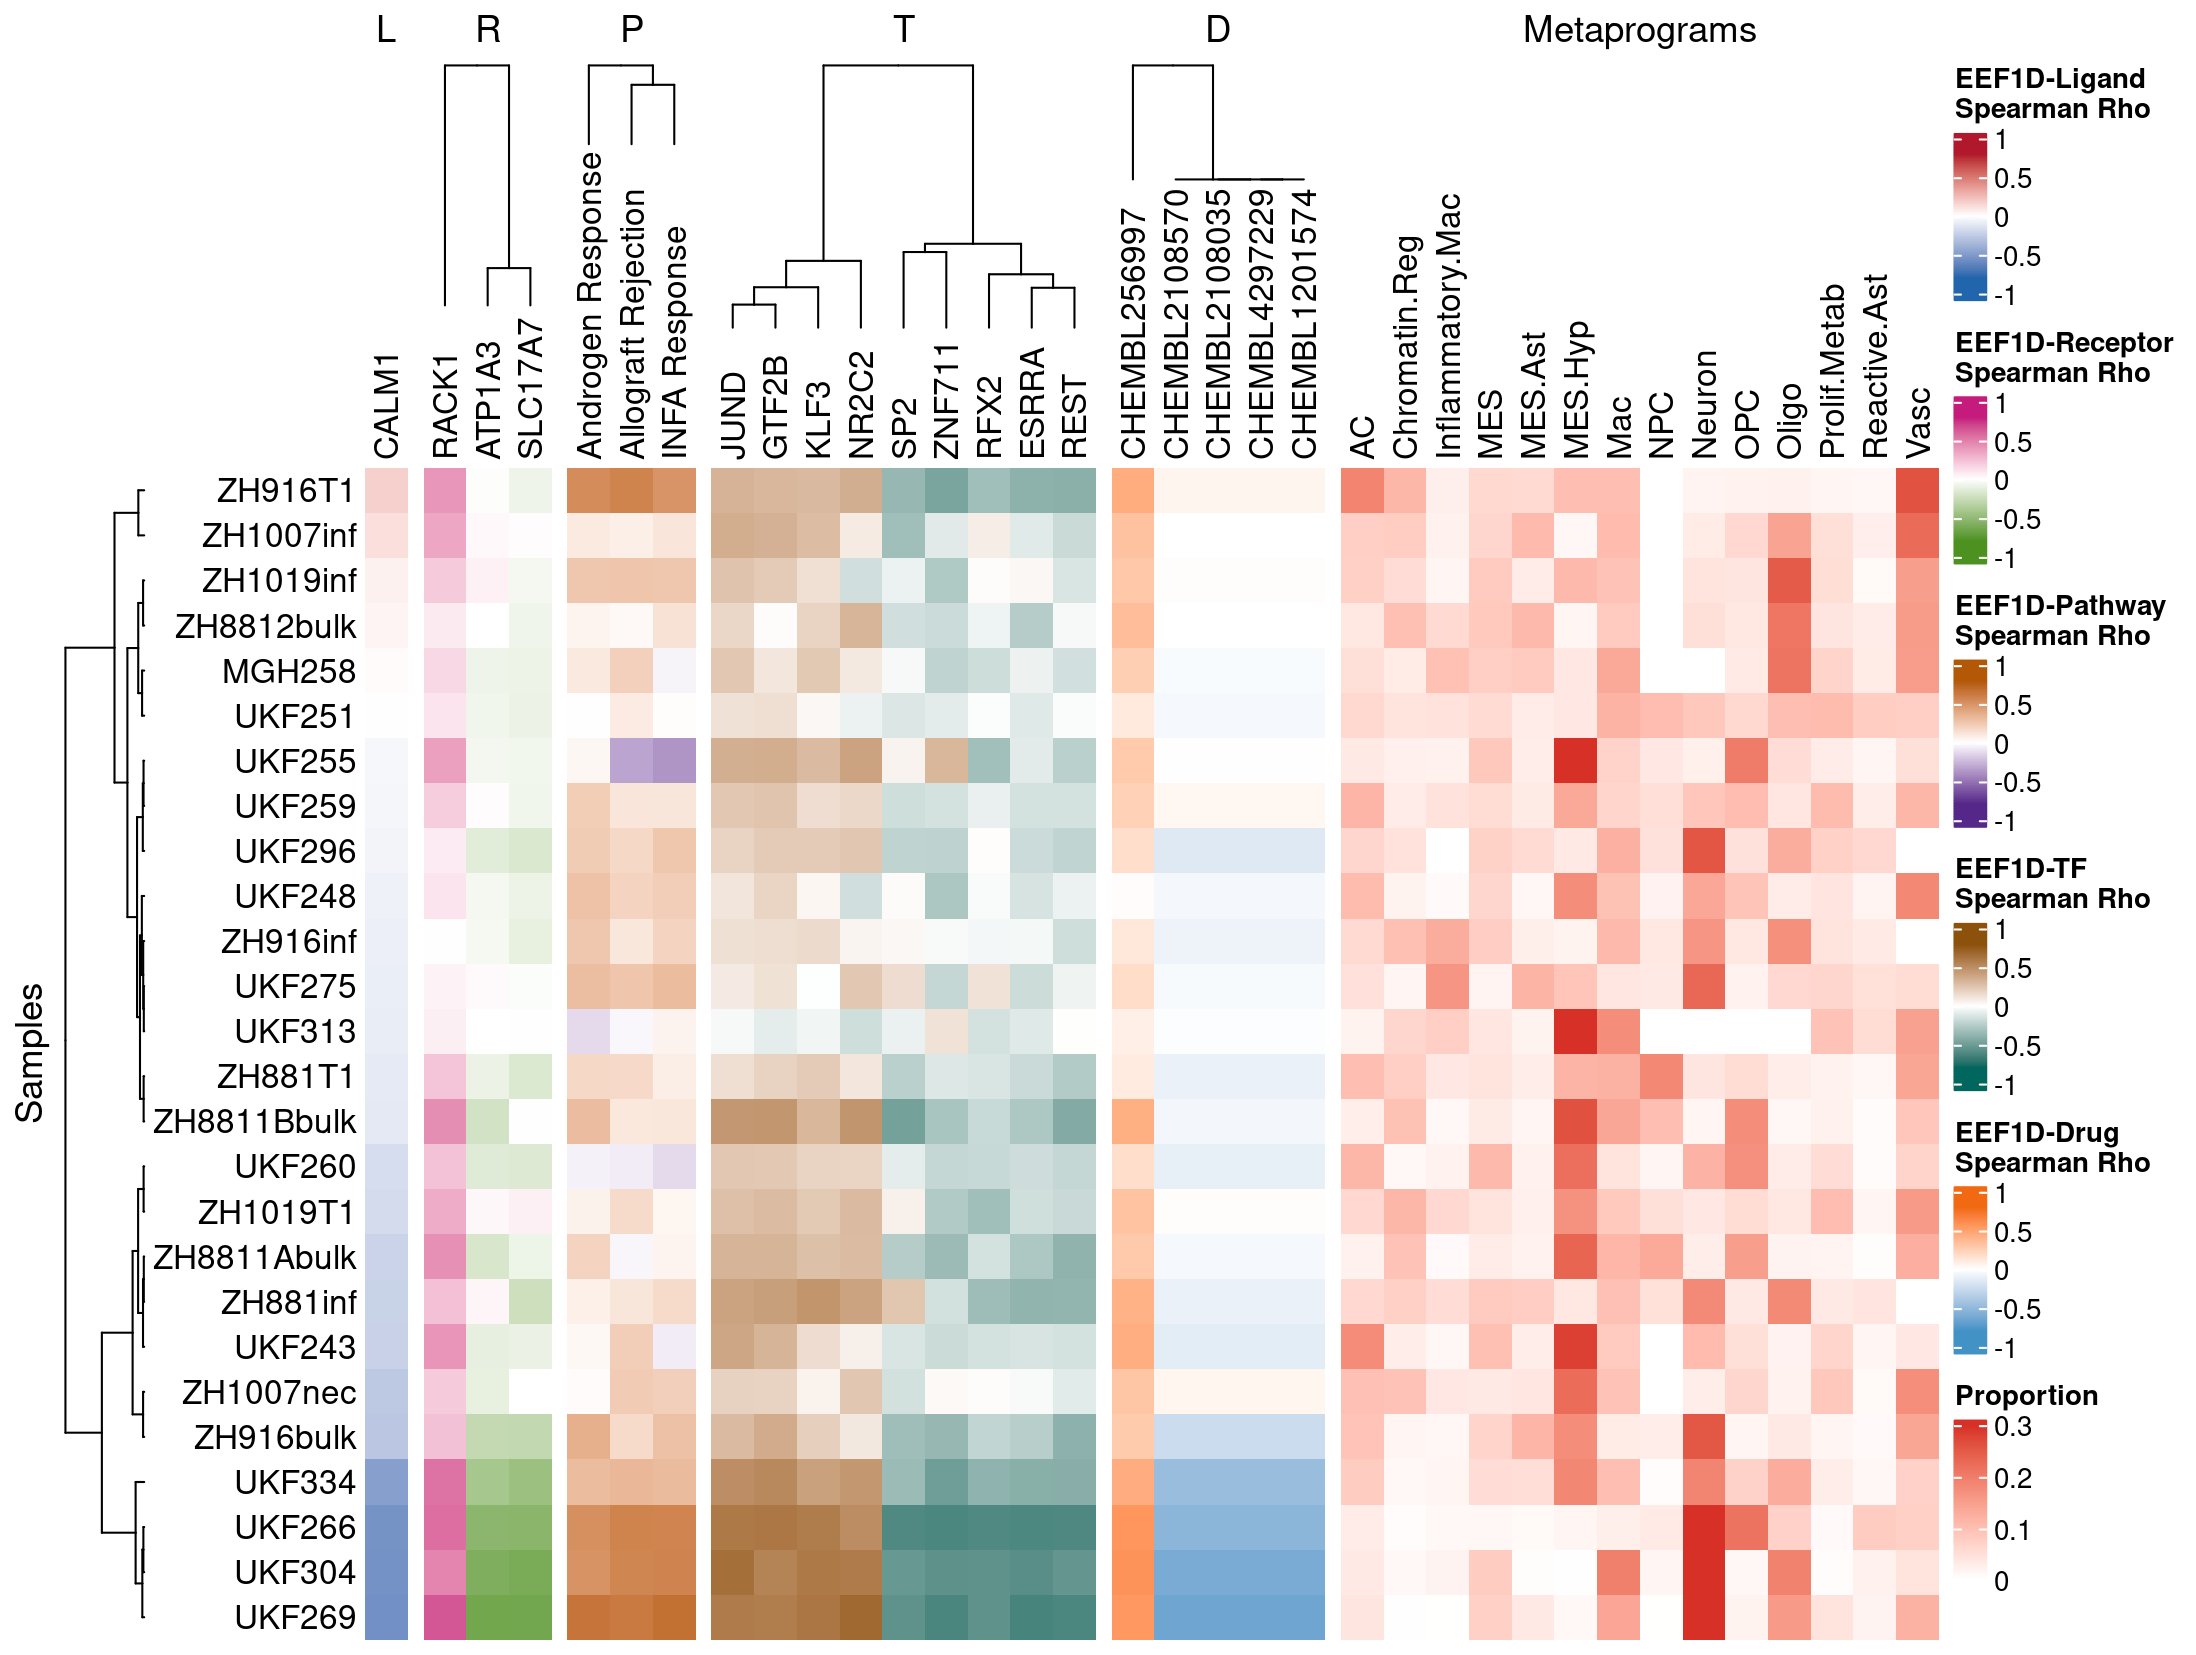 L R P T D Metaprograms
CALM1
RACK1
ATP1A3
SLC17A7
Androgen Response
Allograft Rejection
INFA Response
JUND
GTF2B
KLF3
NR2C2
SP2
ZNF711
RFX2
ESRRA
REST
CHEMBL256997
CHEMBL2108570
CHEMBL2108035
CHEMBL4297229
CHEMBL1201574
AC
Chromatin.Reg
Inflammatory.Mac
MES
MES.Ast
MES.Hyp
Mac
NPC
Neuron
OPC
Oligo
Prolif.Metab
Reactive.Ast
Vasc
Samples
ZH916T1
ZH1007inf
ZH1019inf
ZH8812bulk
MGH258
UKF251
UKF255
UKF259
UKF296
UKF248
ZH916inf
UKF275
UKF313
ZH881T1
ZH8811Bbulk
UKF260
ZH1019T1
ZH8811Abulk
ZH881inf
UKF243
ZH1007nec
ZH916bulk
UKF334
UKF266
UKF304
UKF269
EEF1D-Ligand
Spearman Rho
1
0.5
0
-0.5
-1
EEF1D-Receptor
Spearman Rho
1
0.5
0
-0.5
-1
EEF1D-Pathway
Spearman Rho
1
0.5
0
-0.5
-1
EEF1D-TF
Spearman Rho
1
0.5
0
-0.5
-1
EEF1D-Drug
Spearman Rho
1
0.5
0
-0.5
-1
Proportion
0.3
0.2
0.1
0